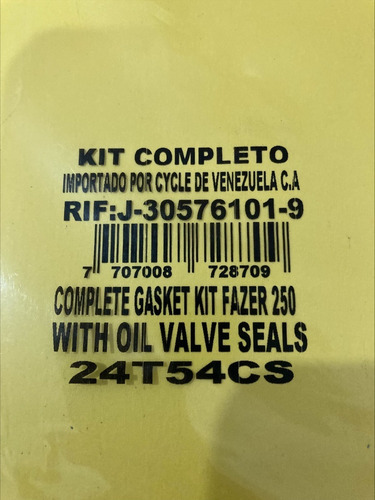 KIT COMPLETO
IMPORTADO POR CYCLE DE VENEZUELA C.A
RIF:J-30576101-9
7 707008 728709
COMPLETE GASKET KIT FAZER 250
WITH OIL VALVE SEALS
24T54CS